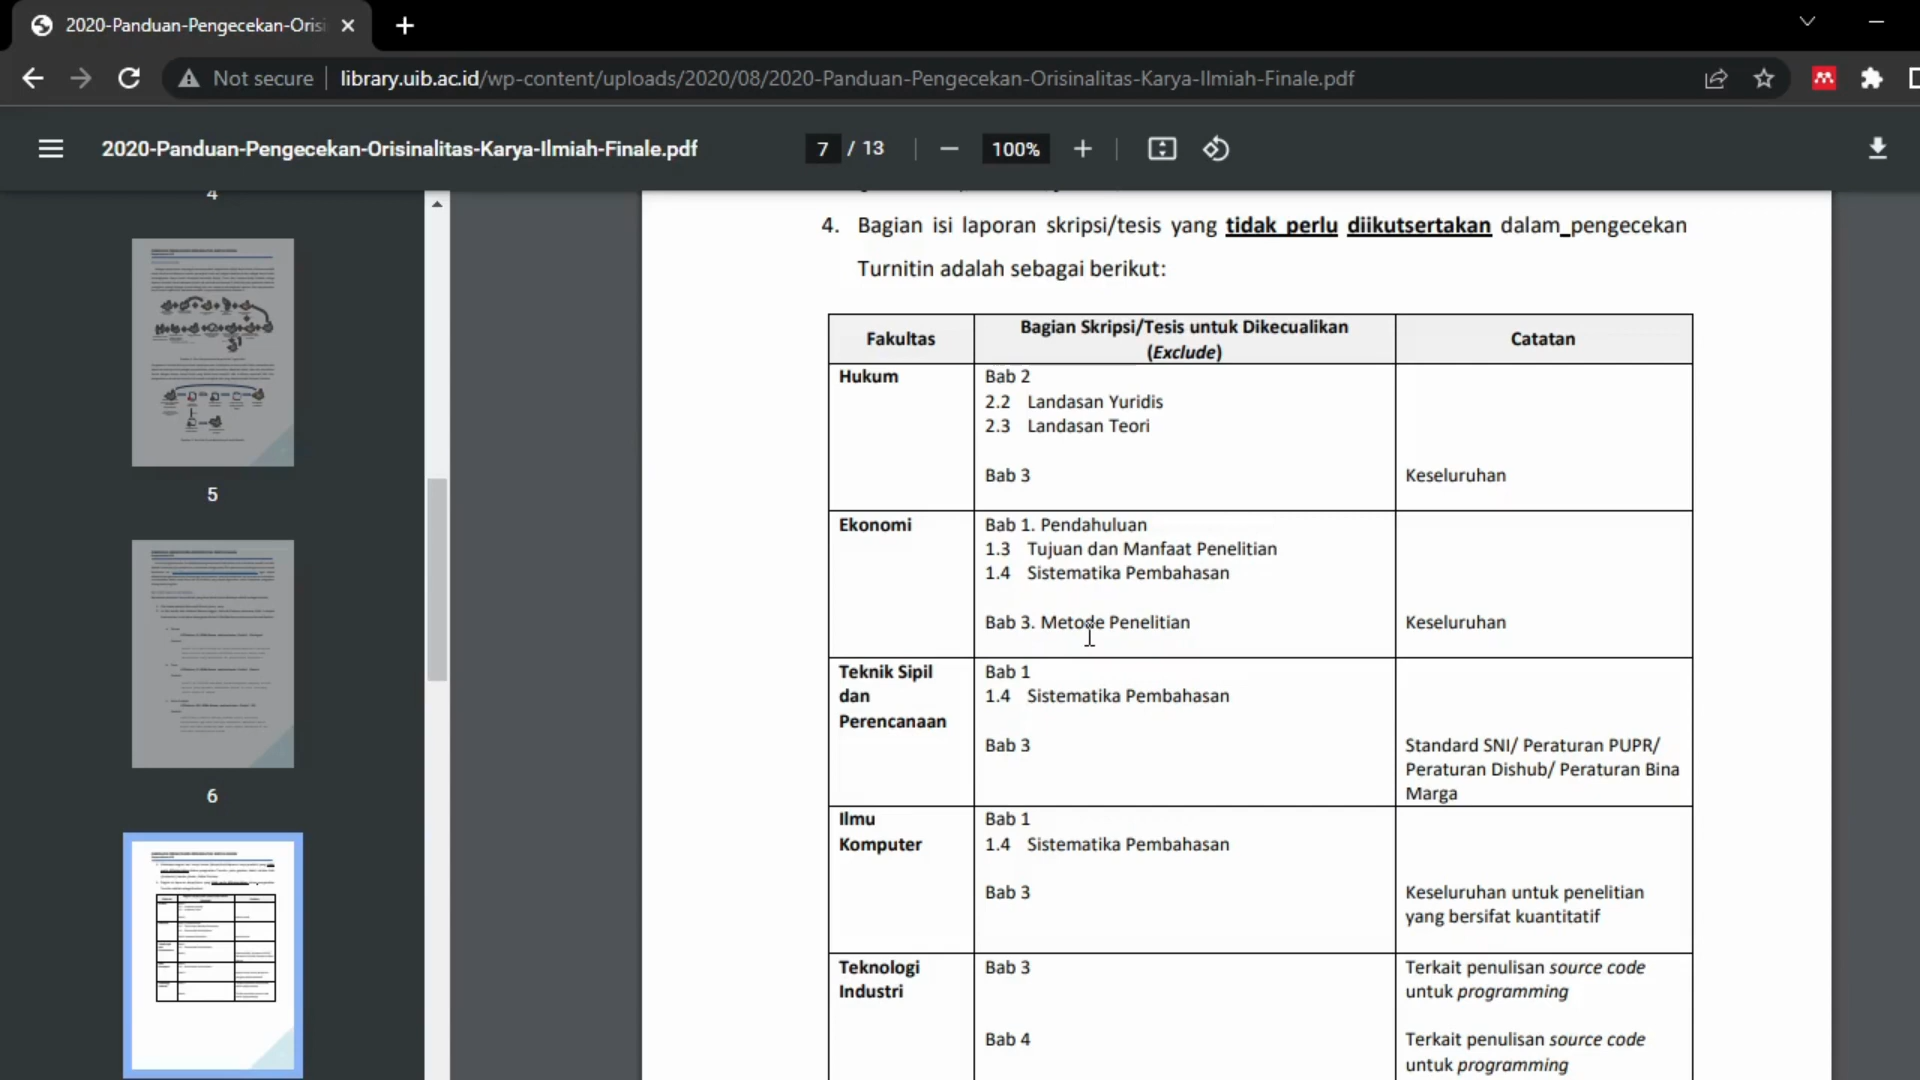 2020-Panduan-Pengecekan-Orisi
Not secure
library.uib.ac.id/wp-content/uploads/2020/08/2020-Panduan-Pengecekan-Orisinalitas-Karya-Ilmiah-Finale.pdf
2020-Panduan-Pengecekan-Orisinalitas-Karya-Ilmiah-Finale.pdf
7 / 13
100%
4
5
6
4. Bagian isi laporan skripsi/tesis yang tidak perlu diikutsertakan dalam pengecekan
Turnitin adalah sebagai berikut:
Fakultas
Bagian Skripsi/Tesis untuk Dikecualikan
(Exclude)
Catatan
Hukum
Bab 2
2.2 Landasan Yuridis
2.3 Landasan Teori
Bab 3
Keseluruhan
Ekonomi
Bab 1. Pendahuluan
1.3 Tujuan dan Manfaat Penelitian
1.4 Sistematika Pembahasan
Bab 3. Metode Penelitian
Keseluruhan
Teknik Sipil
dan
Perencanaan
Bab 1
1.4 Sistematika Pembahasan
Bab 3
Standard SNI/ Peraturan PUPR/
Peraturan Dishub/ Peraturan Bina
Marga
Ilmu
Komputer
Bab 1
1.4 Sistematika Pembahasan
Bab 3
Keseluruhan untuk penelitian
yang bersifat kuantitatif
Teknologi
Industri
Bab 3
Terkait penulisan source code
untuk programming
Bab 4
Terkait penulisan source code
untuk programming